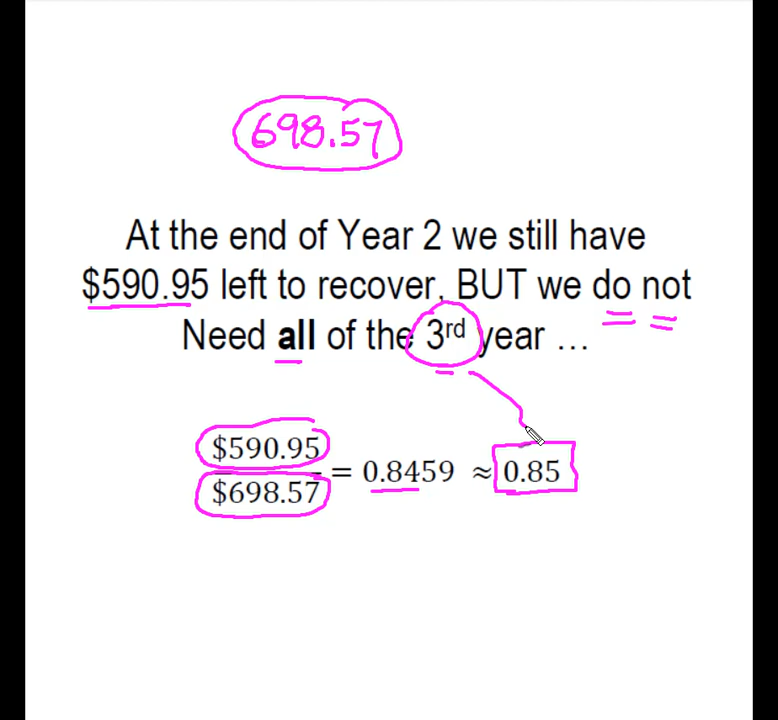 698.57
At the end of Year 2 we still have
$590.95 left to recover, BUT we do not
Need all of the 3rd year ...
$590.95
$698.57
= 0.8459 ≈ 0.85